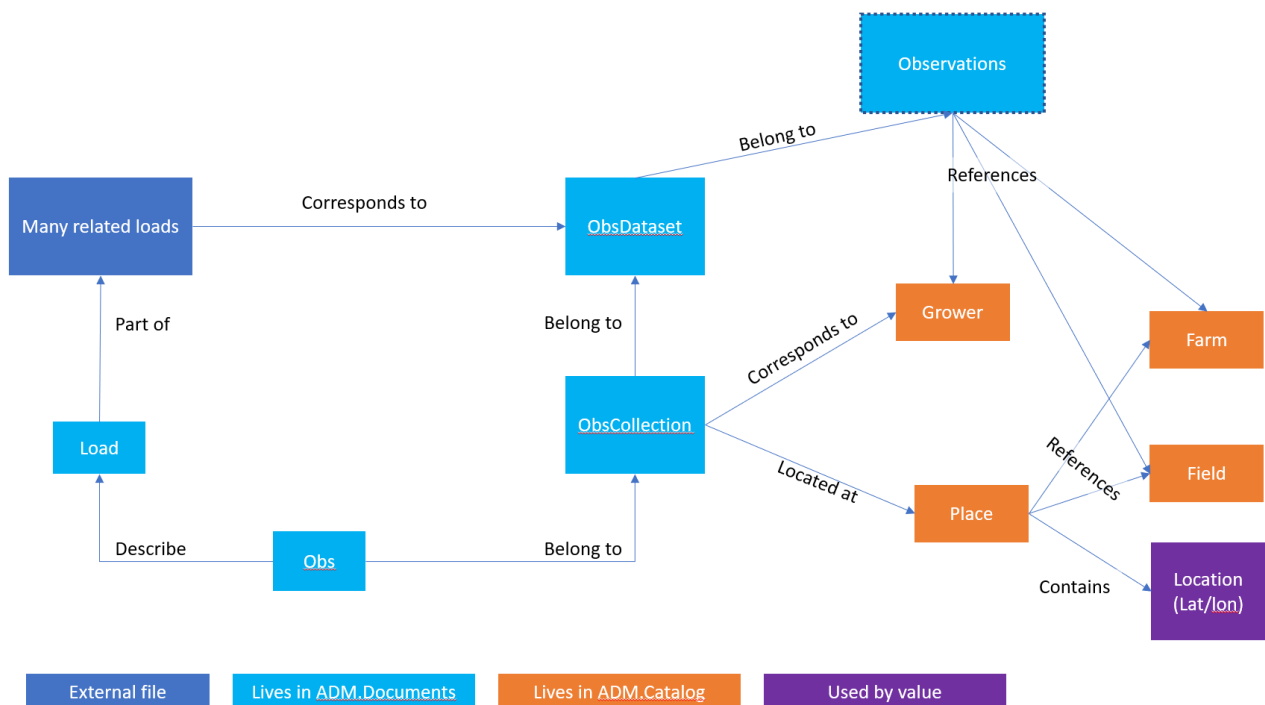 Observations
Belong to
References
Many related loads
Corresponds to
ObsDataset
Part of
Belong to
Corresponds to
Grower
Farm
Load
ObsCollection
Located at
References
Field
Place
Describe
Obs
Belong to
Contains
Location
(Lat/lon)
External file
Lives in ADM.Documents
Lives in ADM.Catalog
Used by value